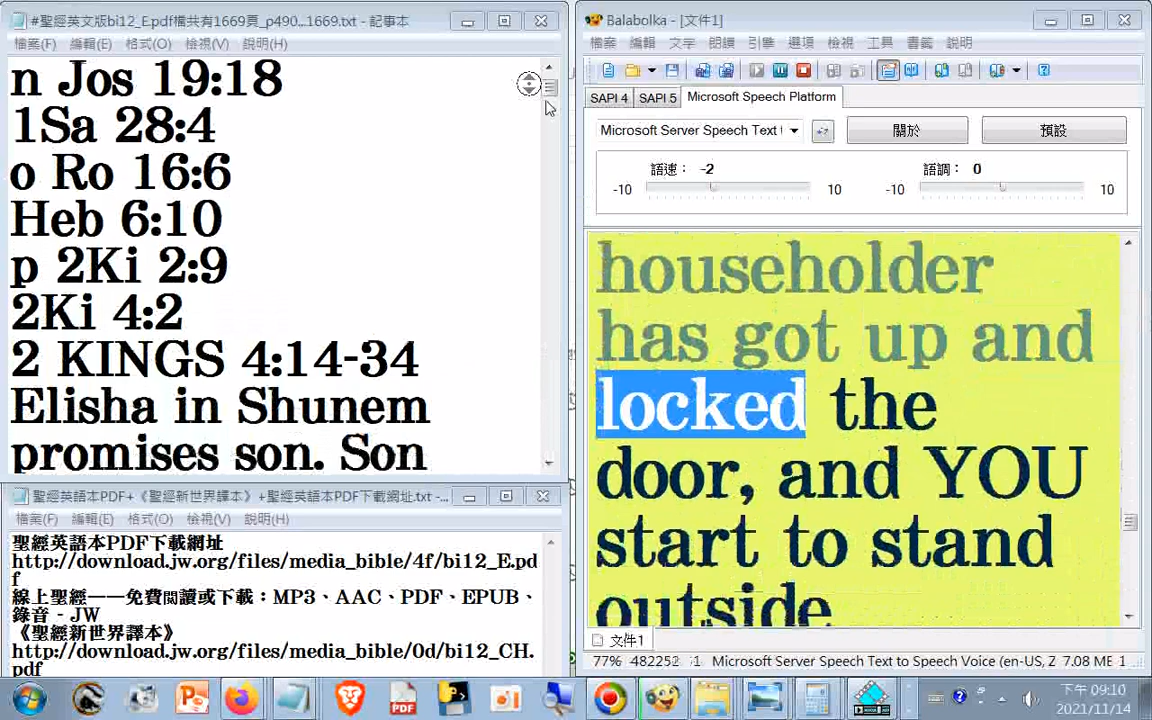 #聖經英文版bi12_E.pdf檔共有1669頁_p490...1669.txt - 記事本
檔案(F) 編輯(E) 格式(O) 檢視(V) 說明(H)
n Jos 19:18
1Sa 28:4
o Ro 16:6
Heb 6:10
p 2Ki 2:9
2Ki 4:2
2 KINGS 4:14-34
Elisha in Shunem
promises son. Son
聖經英語本PDF+《聖經新世界譯本》+聖經英語本PDF下載網址.txt - ...
檔案(F) 編輯(E) 格式(O) 檢視(V) 說明(H)
聖經英語本PDF下載網址
http://download.jw.org/files/media_bible/4f/bi12_E.pd
f
線上聖經——免費閱讀或下載：MP3、AAC、PDF、EPUB、
錄音 - JW
《聖經新世界譯本》
http://download.jw.org/files/media_bible/0d/bi12_CH.
pdf
Balabolka - [文件1]
檔案 編輯 文字 朗讀 引擎 選項 檢視 工具 書籤 說明
SAPI 4 SAPI 5 Microsoft Speech Platform
Microsoft Server Speech Text 關於 預設
語速： -2 語調： 0
-10 10 -10 10
householder
has got up and
locked the
door, and YOU
start to stand
outside
文件1
77% 482252 : 1 Microsoft Server Speech Text to Speech Voice (en-US, Z 7.08 ME 1
下午 09:10
2021/11/14